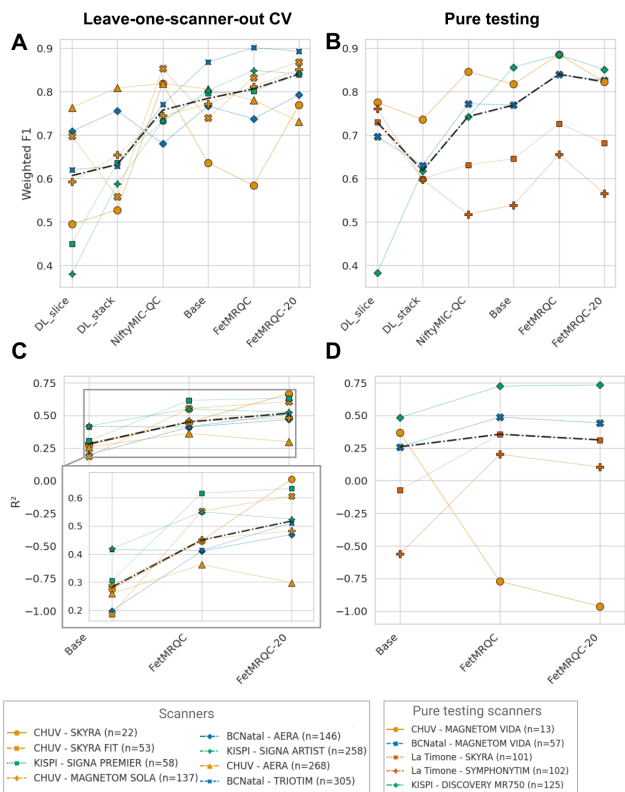 Leave-one-scanner-out CV
Pure testing
A
B
Weighted F1
0.9
0.8
0.7
0.6
0.5
0.4
0.9
0.8
0.7
0.6
0.5
0.4
DL_slice
DL_stack
NiftyMIC-QC
Base
FetMRQC
FetMRQC-20
DL_slice
DL_stack
NiftyMIC-QC
Base
FetMRQC
FetMRQC-20
C
D
R²
0.75
0.50
0.25
0.00
−0.25
−0.50
−0.75
−1.00
0.6
0.5
0.4
0.3
0.2
Base
FetMRQC
FetMRQC-20
0.75
0.50
0.25
0.00
−0.25
−0.50
−0.75
−1.00
Base
FetMRQC
FetMRQC-20
Scanners
CHUV - SKYRA (n=22)
CHUV - SKYRA FIT (n=53)
KISPI - SIGNA PREMIER (n=58)
CHUV - MAGNETOM SOLA (n=137)
BCNatal - AERA (n=146)
KISPI - SIGNA ARTIST (n=258)
CHUV - AERA (n=268)
BCNatal - TRIOTIM (n=305)
Pure testing scanners
CHUV - MAGNETOM VIDA (n=13)
BCNatal - MAGNETOM VIDA (n=57)
La Timone - SKYRA (n=101)
La Timone - SYMPHONYTIM (n=102)
KISPI - DISCOVERY MR750 (n=125)